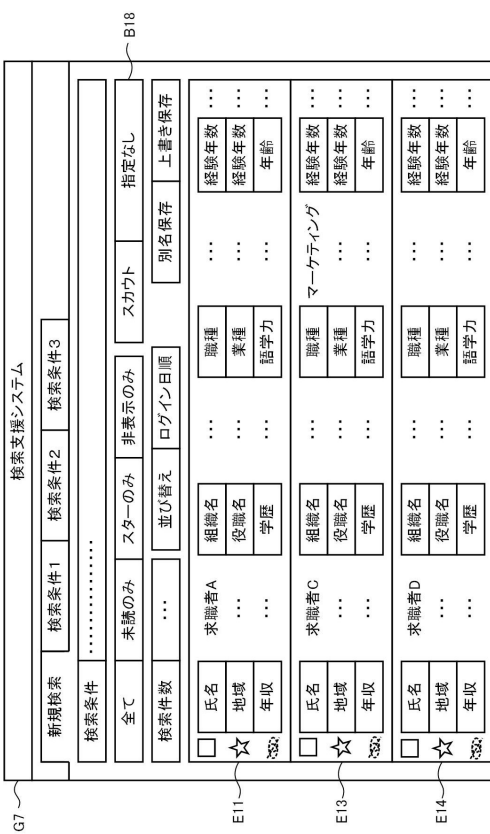 検索支援システム
G7
新規検索 検索条件1 検索条件2 検索条件3
検索条件 ・・・・・・・・・・・・・・・
全て 未読のみ スターのみ 非表示のみ スカウト 指定なし B18
検索件数 ・・・ 並び替え ログイン日順 別名保存 上書き保存
氏名 求職者A 組織名 ・・・ 職種 ・・・ 経験年数 ・・・
E11 地域 ・・・ 役職名 ・・・ 業種 ・・・ 経験年数 ・・・
年収 ・・・ 学歴 ・・・ 語学力 ・・・ 年齢 ・・・
氏名 求職者C 組織名 ・・・ 職種 マーケティング 経験年数 ・・・
E13 地域 ・・・ 役職名 ・・・ 業種 ・・・ 経験年数 ・・・
年収 ・・・ 学歴 ・・・ 語学力 ・・・ 年齢 ・・・
氏名 求職者D 組織名 ・・・ 職種 ・・・ 経験年数 ・・・
E14 地域 ・・・ 役職名 ・・・ 業種 ・・・ 経験年数 ・・・
年収 ・・・ 学歴 ・・・ 語学力 ・・・ 年齢 ・・・